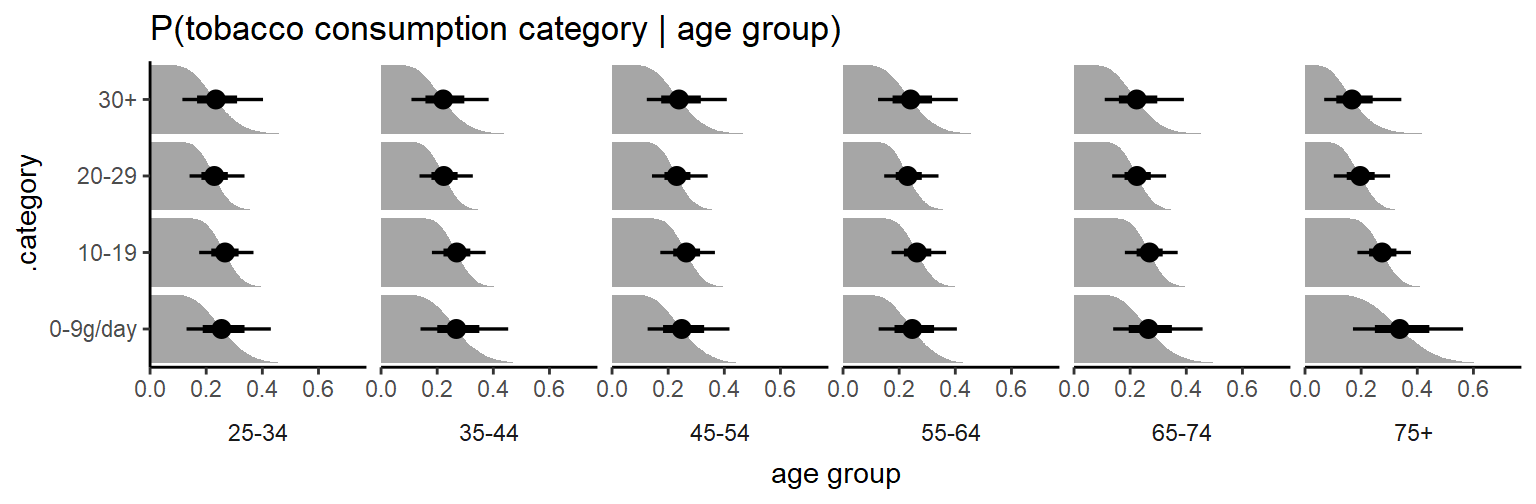 P(tobacco consumption category | age group)
.category
30+
20-29
10-19
0-9g/day
0.0 0.2 0.4 0.6 0.0 0.2 0.4 0.6 0.0 0.2 0.4 0.6 0.0 0.2 0.4 0.6 0.0 0.2 0.4 0.6 0.0 0.2 0.4 0.6
25-34 35-44 45-54 55-64 65-74 75+
age group